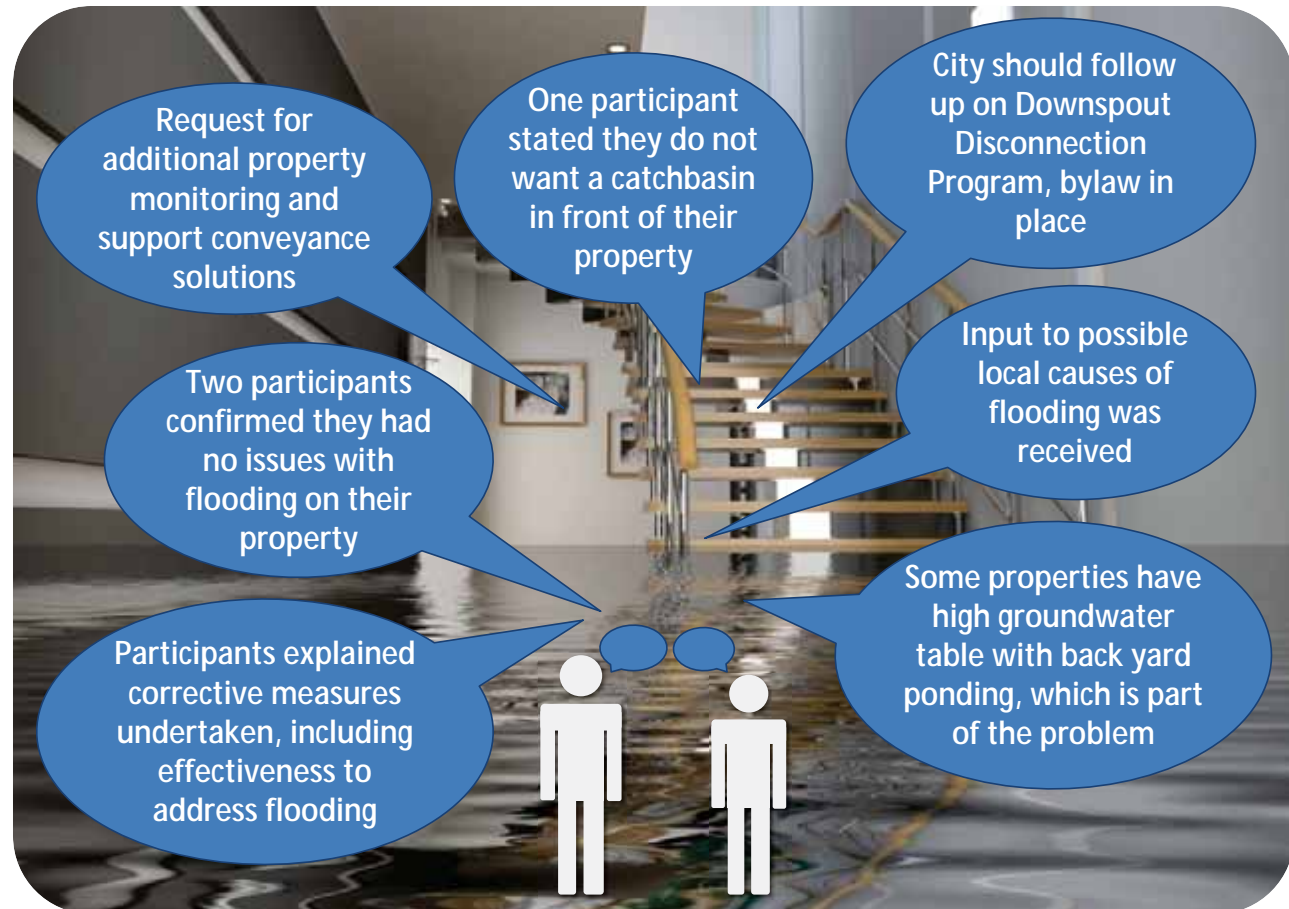 Request for
additional property
monitoring and
support conveyance
solutions
One participant
stated they do not
want a catchbasin
in front of their
property
City should follow
up on Downspout
Disconnection
Program, bylaw in
place
Two participants
confirmed they had
no issues with
flooding on their
property
Input to possible
local causes of
flooding was
received
Participants explained
corrective measures
undertaken, including
effectiveness to
address flooding
Some properties have
high groundwater
table with back yard
ponding, which is part
of the problem